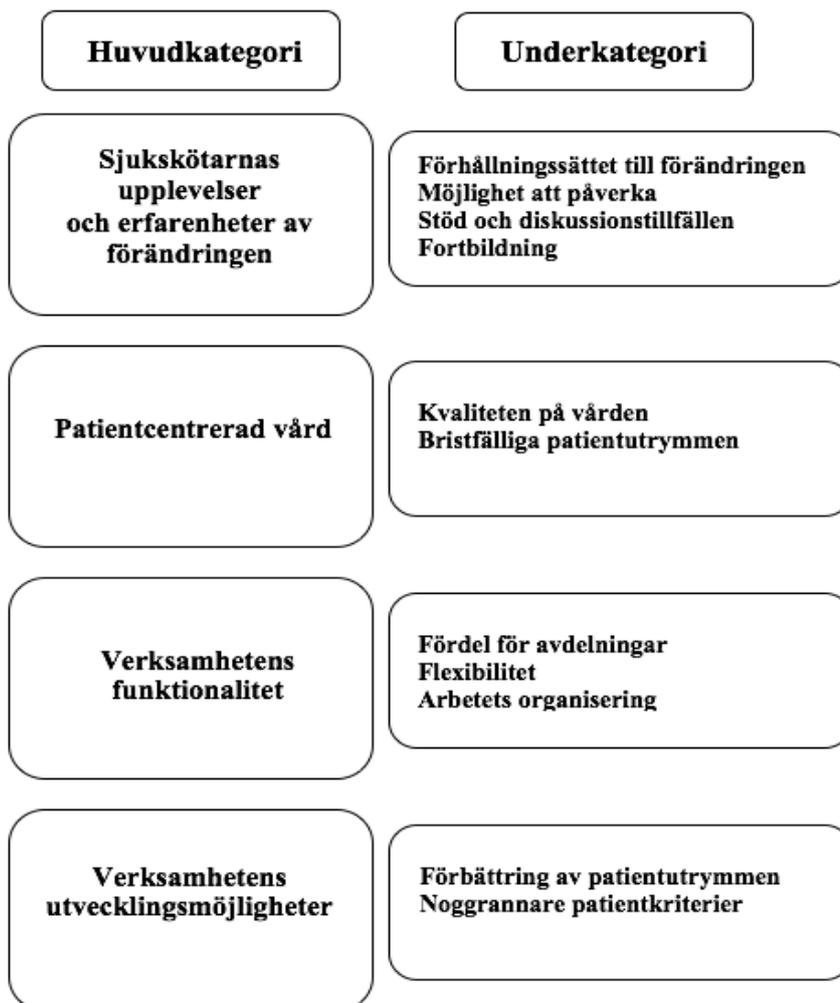 Huvudkategori
Underkategori
Sjukskötarnas
upplevelser
och erfarenheter av
förändringen
Förhållningssättet till förändringen
Möjlighet att påverka
Stöd och diskussionstillfällen
Fortbildning
Patientcentrerad vård
Kvaliteten på vården
Bristfälliga patientutrymmen
Verksamhetens
funktionalitet
Fördel för avdelningar
Flexibilitet
Arbetets organisering
Verksamhetens
utvecklingsmöjligheter
Förbättring av patientutrymmen
Noggrannare patientkriterier